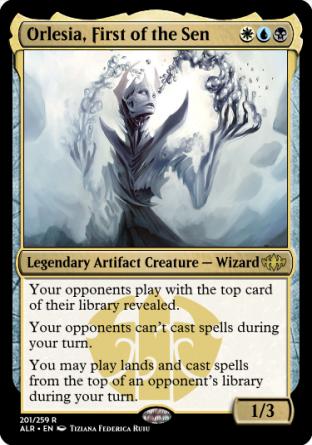 Orlesia, First of the Sen
Legendary Artifact Creature — Wizard
Your opponents play with the top card
of their library revealed.
Your opponents can't cast spells during
your turn.
You may play lands and cast spells
from the top of an opponent's library
during your turn.
1/3
201/259 R
ALR • EN Tiziana Federica Ruiu